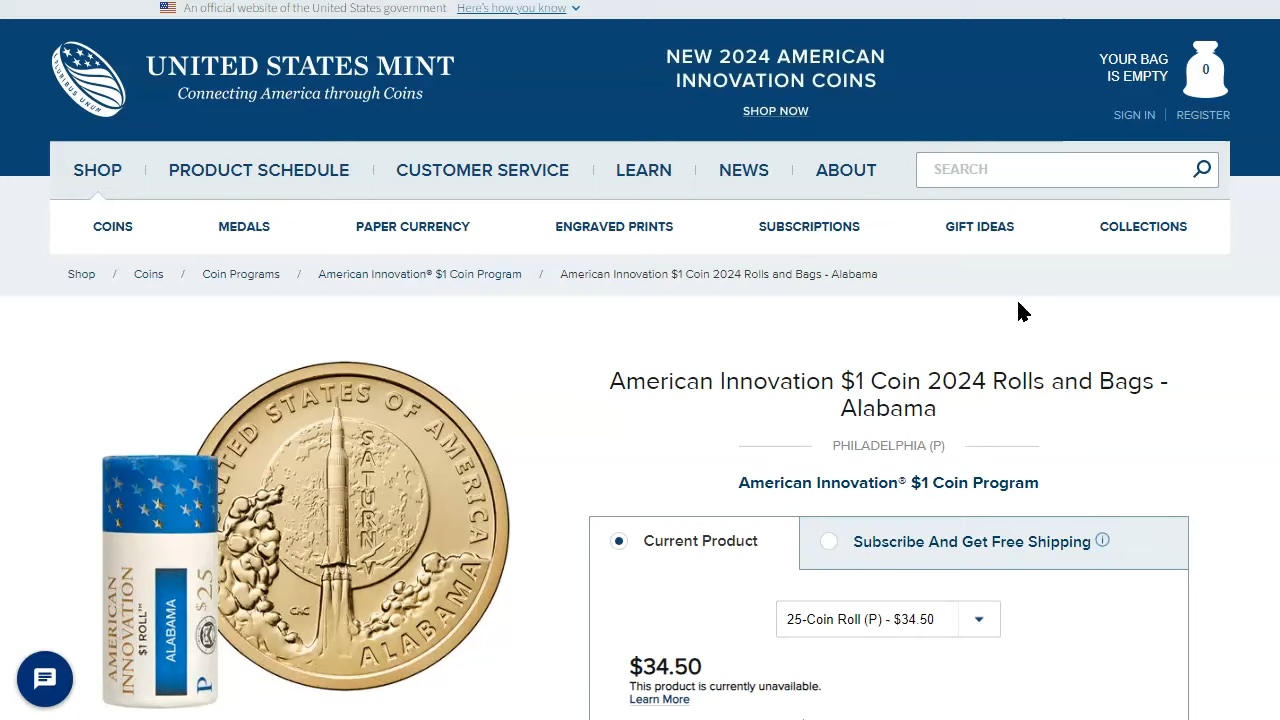 An official website of the United States government Here's how you know
UNITED STATES MINT
Connecting America through Coins
PLURIBUS UNUM
NEW 2024 AMERICAN
INNOVATION COINS
SHOP NOW
YOUR BAG
IS EMPTY
0
SIGN IN REGISTER
SHOP PRODUCT SCHEDULE CUSTOMER SERVICE LEARN NEWS ABOUT SEARCH
COINS MEDALS PAPER CURRENCY ENGRAVED PRINTS SUBSCRIPTIONS GIFT IDEAS COLLECTIONS
Shop / Coins / Coin Programs / American Innovation® $1 Coin Program / American Innovation $1 Coin 2024 Rolls and Bags - Alabama
UNITED STATES OF AMERICA
SATURN V
CAC
ALABAMA
AMERICAN
INNOVATION
$1 ROLL™
ALABAMA
$25
P
American Innovation $1 Coin 2024 Rolls and Bags -
Alabama
PHILADELPHIA (P)
American Innovation® $1 Coin Program
Current Product
Subscribe And Get Free Shipping
25-Coin Roll (P) - $34.50
$34.50
This product is currently unavailable.
Learn More